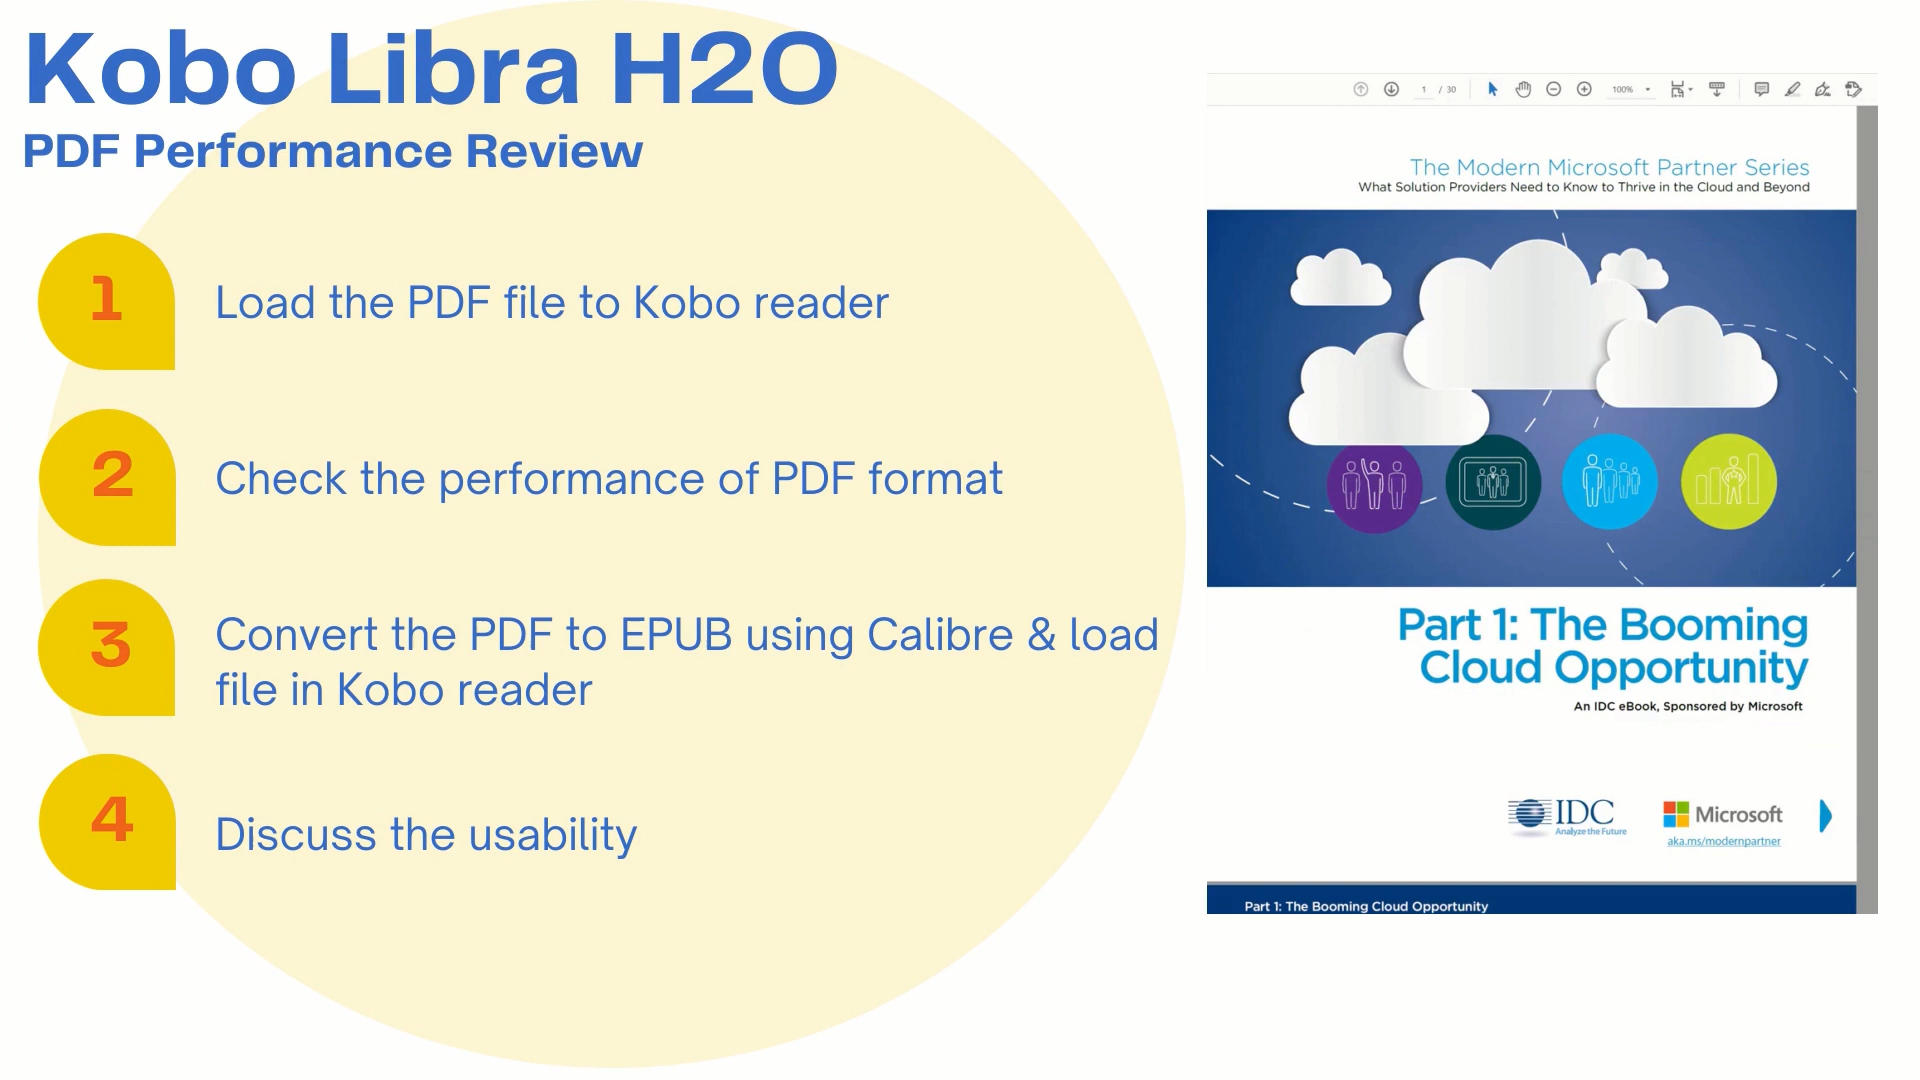 Kobo Libra H2O
PDF Performance Review
1
Load the PDF file to Kobo reader
2
Check the performance of PDF format
3
Convert the PDF to EPUB using Calibre & load
file in Kobo reader
4
Discuss the usability
1 / 30
100%
The Modern Microsoft Partner Series
What Solution Providers Need to Know to Thrive in the Cloud and Beyond
Part 1: The Booming
Cloud Opportunity
An IDC eBook, Sponsored by Microsoft
IDC
Analyze the Future
Microsoft
aka.ms/modernpartner
Part 1: The Booming Cloud Opportunity